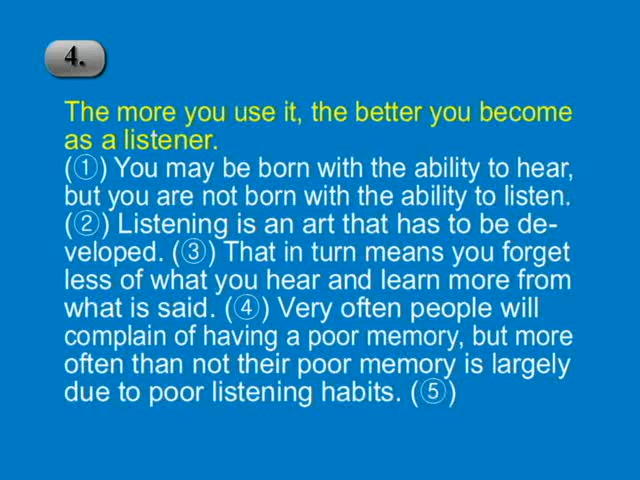 4.
The more you use it, the better you become
as a listener.
(①) You may be born with the ability to hear,
but you are not born with the ability to listen.
(②) Listening is an art that has to be de-
veloped. (③) That in turn means you forget
less of what you hear and learn more from
what is said. (④) Very often people will
complain of having a poor memory, but more
often than not their poor memory is largely
due to poor listening habits. (⑤)